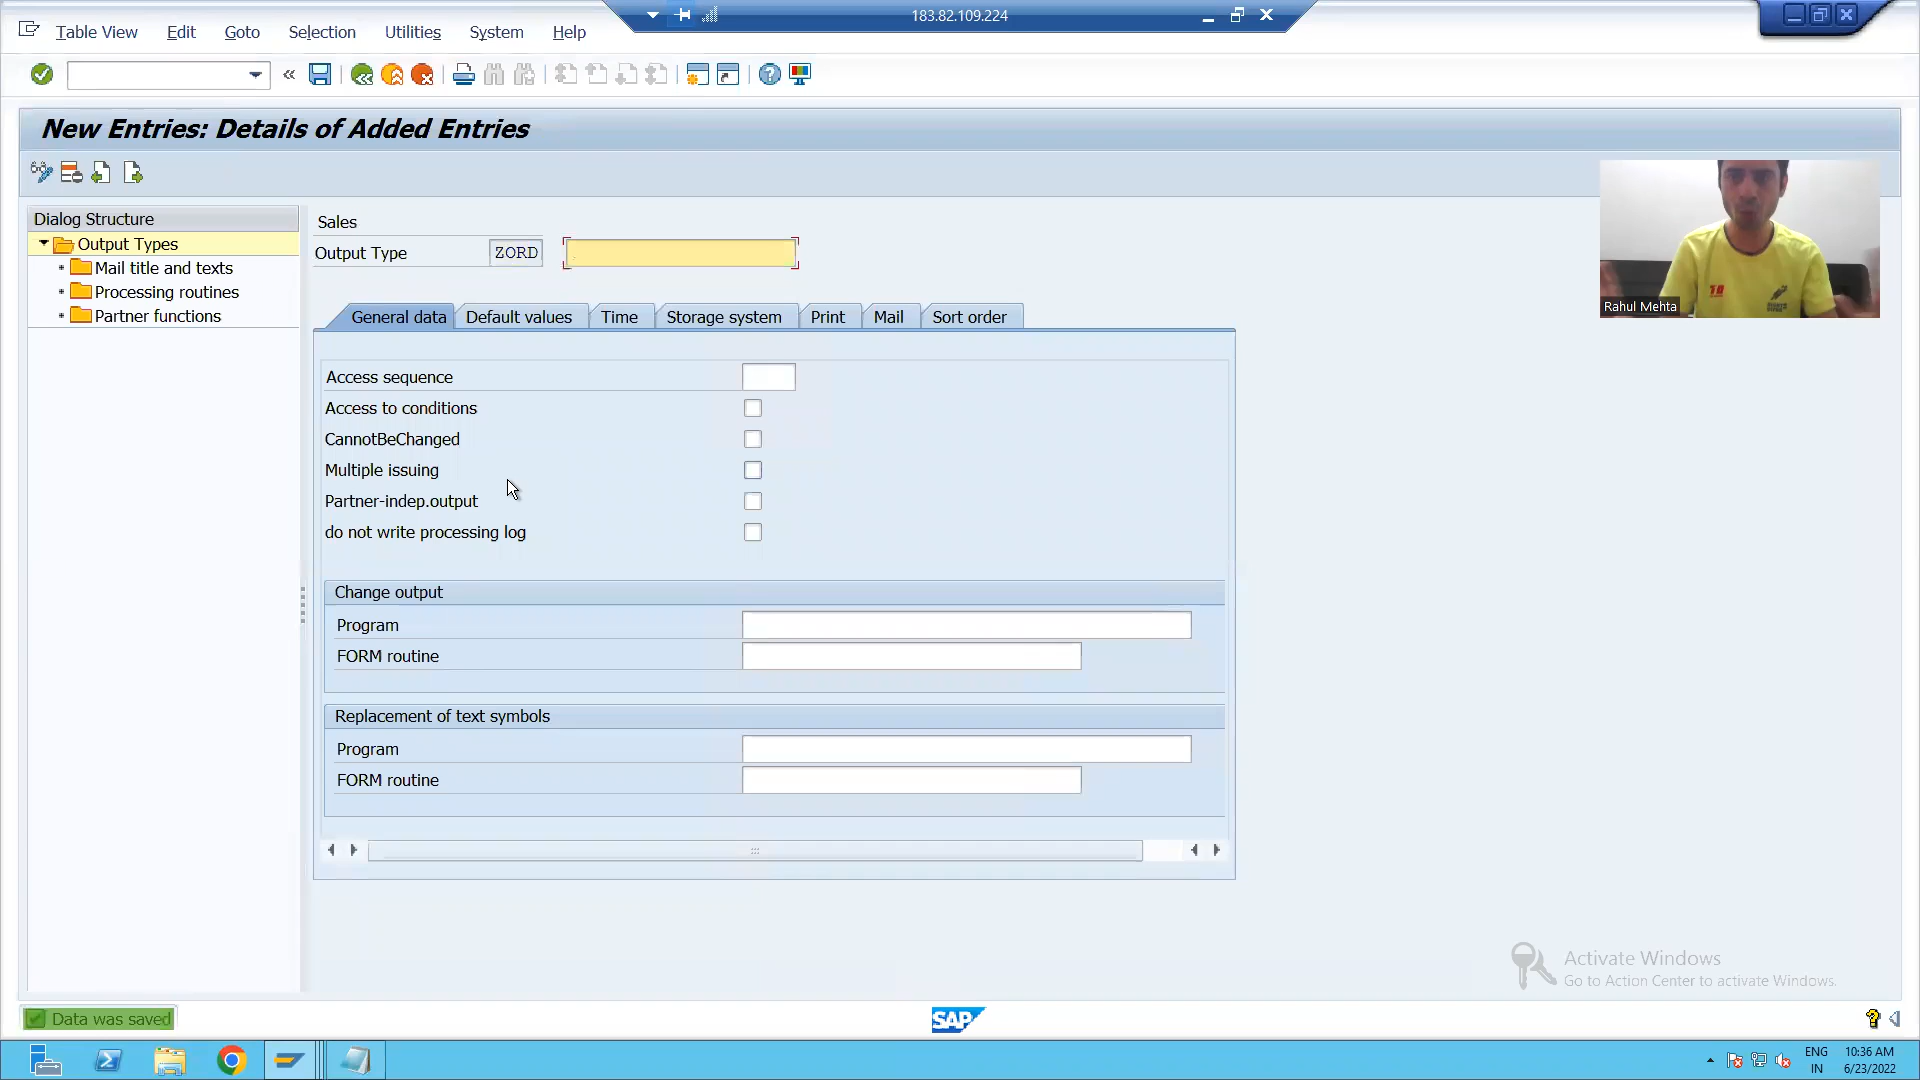 183.82.109.224
Table View Edit Goto Selection Utilities System Help
New Entries: Details of Added Entries
Dialog Structure
Output Types
Mail title and texts
Processing routines
Partner functions
Sales
Output Type ZORD
General data Default values Time Storage system Print Mail Sort order
Access sequence
Access to conditions
CannotBeChanged
Multiple issuing
Partner-indep.output
do not write processing log
Change output
Program
FORM routine
Replacement of text symbols
Program
FORM routine
Rahul Mehta
Activate Windows
Go to Action Center to activate Windows.
Data was saved
SAP
ENG 10:36 AM
IN 6/23/2022